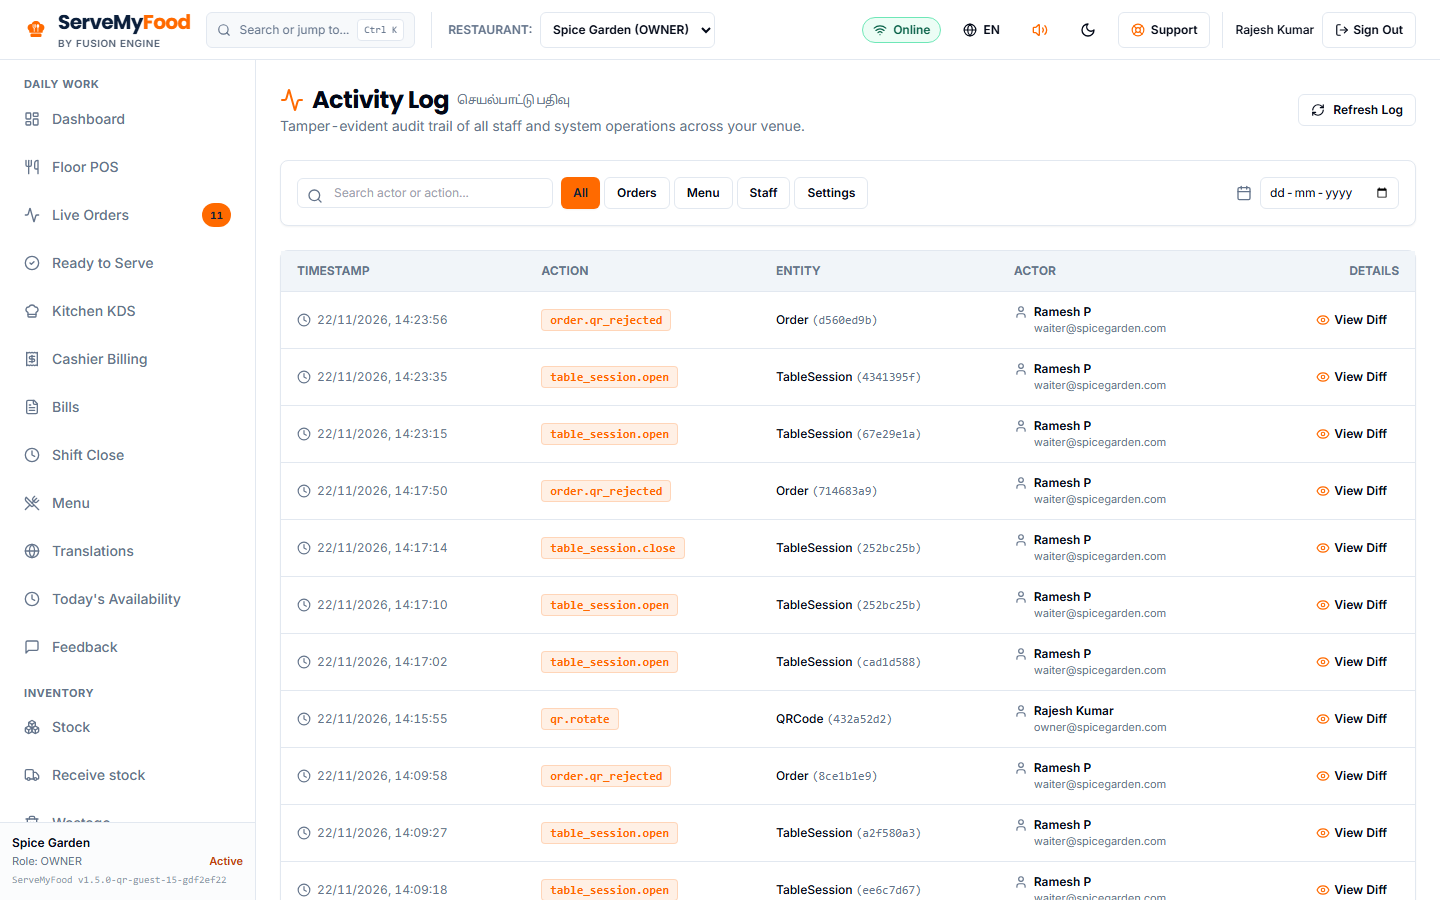 ServeMyFood
BY FUSION ENGINE
Search or jump to... Ctrl K
RESTAURANT: Spice Garden (OWNER)
Online
EN
Support
Rajesh Kumar
Sign Out
DAILY WORK
Dashboard
Floor POS
Live Orders 11
Ready to Serve
Kitchen KDS
Cashier Billing
Bills
Shift Close
Menu
Translations
Today's Availability
Feedback
INVENTORY
Stock
Receive stock
Wastage
Spice Garden
Role: OWNER Active
ServeMyFood v1.5.0-qr-guest-15-gdf2ef22
Activity Log செயல்பாட்டு பதிவு
Tamper-evident audit trail of all staff and system operations across your venue.
Refresh Log
Search actor or action... All Orders Menu Staff Settings dd-mm-yyyy
TIMESTAMP ACTION ENTITY ACTOR DETAILS
22/11/2026, 14:23:56 order.qr_rejected Order (d560ed9b) Ramesh P View Diff
waiter@spicegarden.com
22/11/2026, 14:23:35 table_session.open TableSession (4341395f) Ramesh P View Diff
waiter@spicegarden.com
22/11/2026, 14:23:15 table_session.open TableSession (67e29e1a) Ramesh P View Diff
waiter@spicegarden.com
22/11/2026, 14:17:50 order.qr_rejected Order (714683a9) Ramesh P View Diff
waiter@spicegarden.com
22/11/2026, 14:17:14 table_session.close TableSession (252bc25b) Ramesh P View Diff
waiter@spicegarden.com
22/11/2026, 14:17:10 table_session.open TableSession (252bc25b) Ramesh P View Diff
waiter@spicegarden.com
22/11/2026, 14:17:02 table_session.open TableSession (cad1d588) Ramesh P View Diff
waiter@spicegarden.com
22/11/2026, 14:15:55 qr.rotate QRCode (432a52d2) Rajesh Kumar View Diff
owner@spicegarden.com
22/11/2026, 14:09:58 order.qr_rejected Order (8ce1b1e9) Ramesh P View Diff
waiter@spicegarden.com
22/11/2026, 14:09:27 table_session.open TableSession (a2f580a3) Ramesh P View Diff
waiter@spicegarden.com
22/11/2026, 14:09:18 table_session.open TableSession (ee6c7d67) Ramesh P View Diff
waiter@spicegarden.com